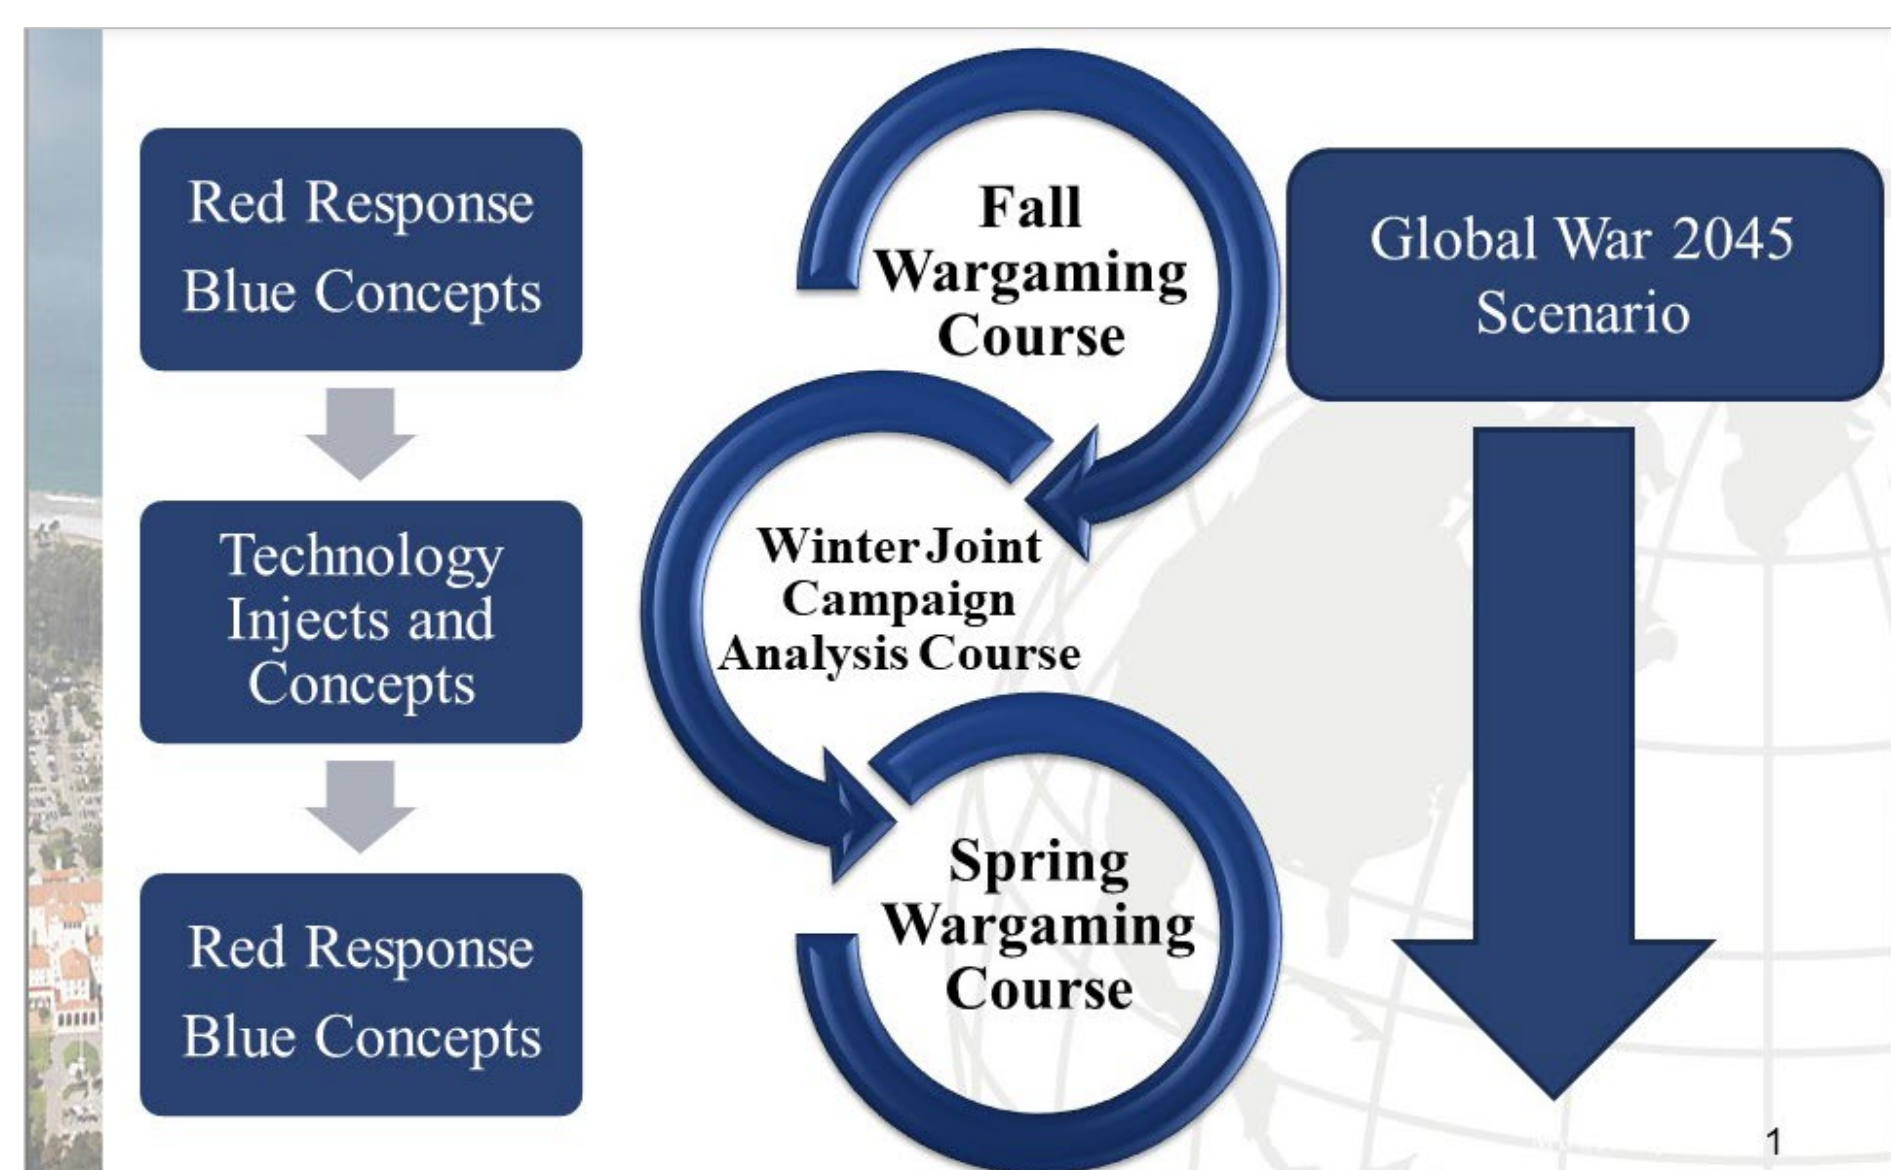 Red Response
Blue Concepts
Technology
Injects and
Concepts
Red Response
Blue Concepts
Fall
Wargaming
Course
Winter Joint
Campaign
Analysis Course
Spring
Wargaming
Course
Global War 2045
Scenario
1